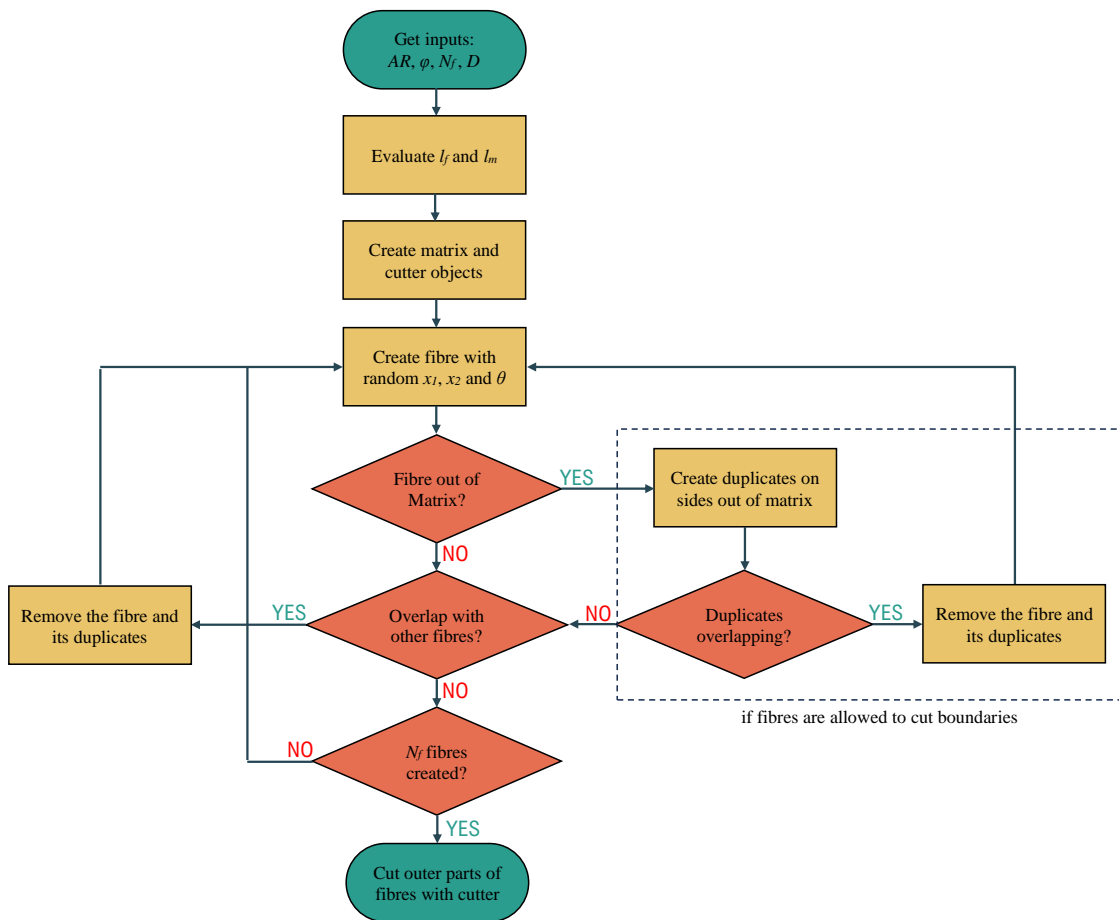 Get inputs:
AR, φ, Nf, D
Evaluate lf and lm
Create matrix and
cutter objects
Create fibre with
random x1, x2 and θ
Fibre out of
Matrix?
YES
Create duplicates on
sides out of matrix
NO
Remove the fibre and
its duplicates
YES
Overlap with
other fibres?
NO
Duplicates
overlapping?
YES
Remove the fibre and
its duplicates
NO
if fibres are allowed to cut boundaries
NO
Nf fibres
created?
YES
Cut outer parts of
fibres with cutter